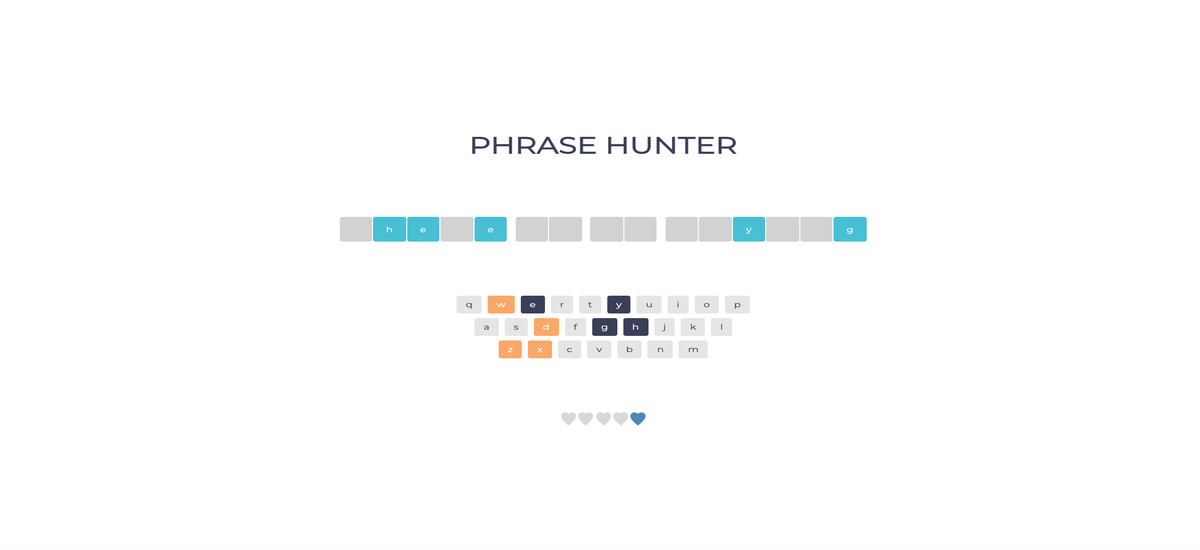 PHRASE HUNTER
h e e y g
q w e r t y u i o p
a s d f g h j k l
z x c v b n m